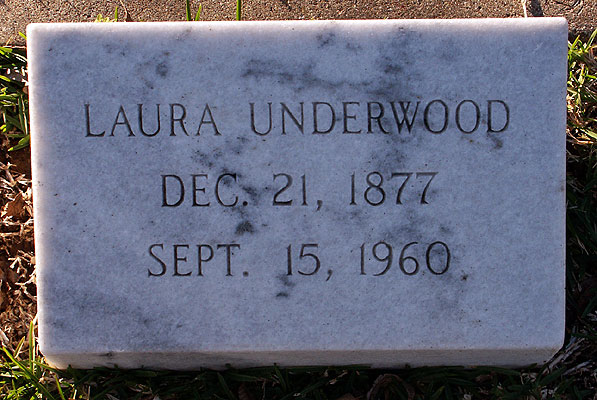 LAURA UNDERWOOD
DEC. 21, 1877
SEPT. 15, 1960